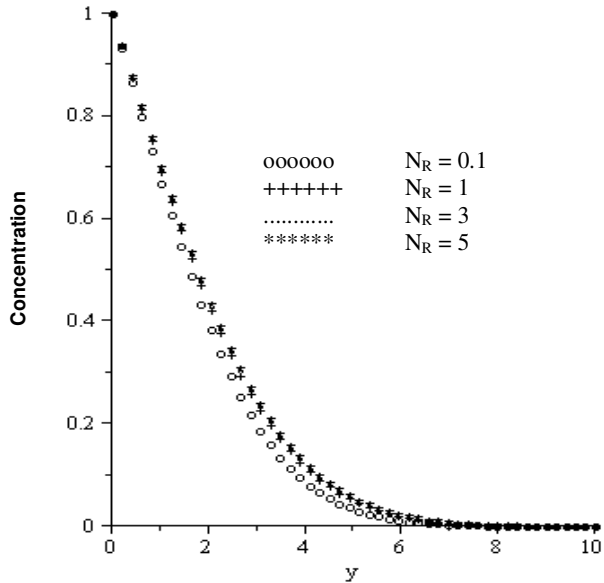 1
0.8
0.6
0.4
0.2
0
Concentration
oooooo N_R = 0.1
++++++ N_R = 1
............ N_R = 3
****** N_R = 5
0 2 4 6 8 10
y